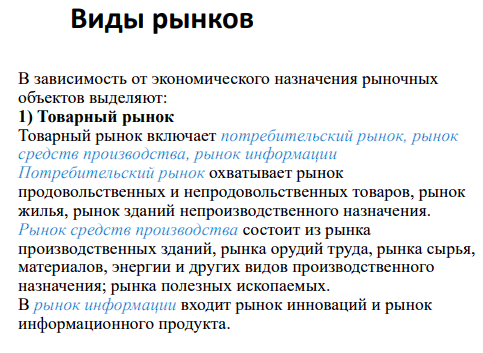 Виды рынков
В зависимость от экономического назначения рыночных
объектов выделяют:
1) Товарный рынок
Товарный рынок включает потребительский рынок, рынок
средств производства, рынок информации
Потребительский рынок охватывает рынок
продовольственных и непродовольственных товаров, рынок
жилья, рынок зданий непроизводственного назначения.
Рынок средств производства состоит из рынка
производственных зданий, рынка орудий труда, рынка сырья,
материалов, энергии и других видов производственного
назначения; рынка полезных ископаемых.
В рынок информации входит рынок инноваций и рынок
информационного продукта.